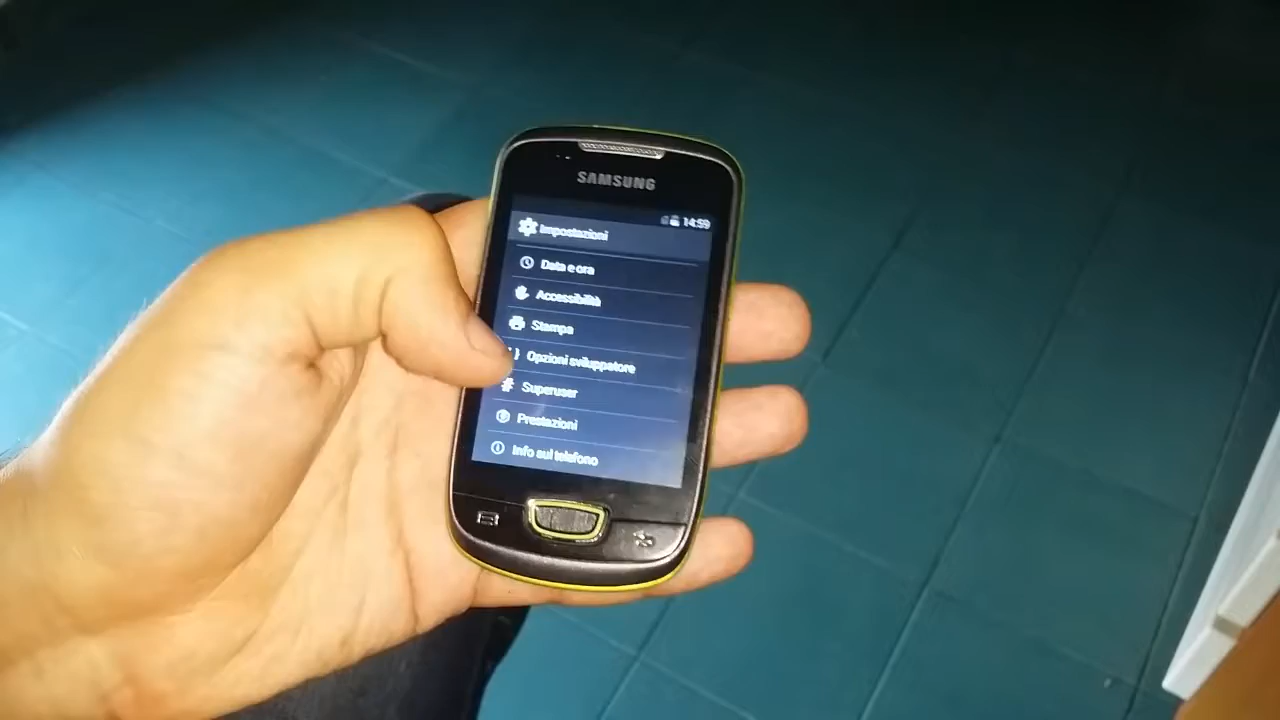 SAMSUNG
14:59
Impostazioni
Data e ora
Accessibilità
Stampa
Opzioni sviluppatore
Superuser
Prestazioni
Info sul telefono